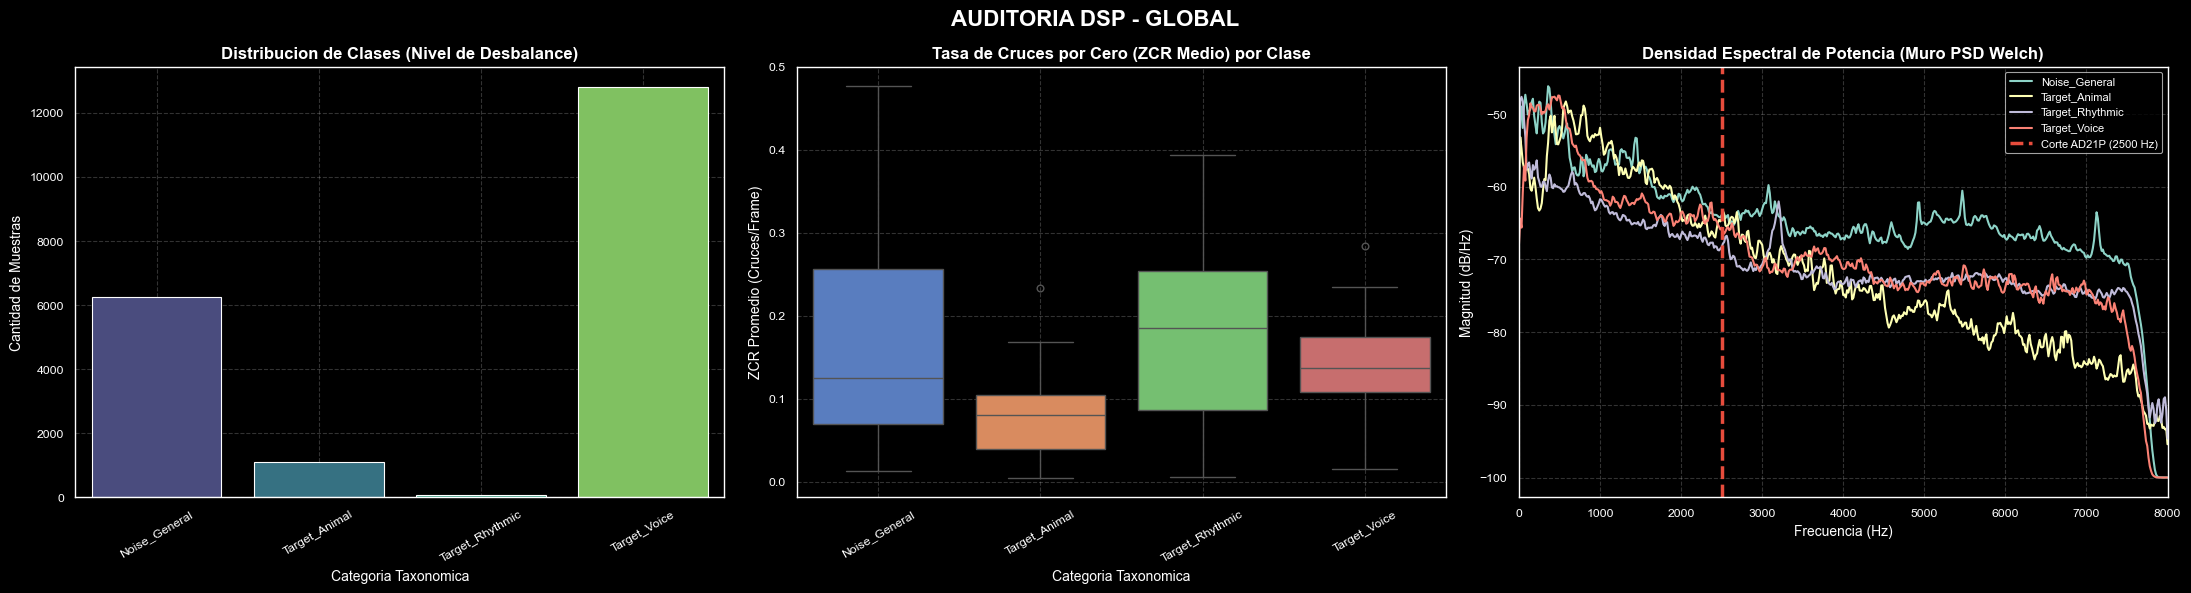 AUDITORIA DSP - GLOBAL
Distribucion de Clases (Nivel de Desbalance)
Cantidad de Muestras
12000
10000
8000
6000
4000
2000
0
Noise_General
Target_Animal
Target_Rhythmic
Target_Voice
Categoria Taxonomica
Tasa de Cruces por Cero (ZCR Medio) por Clase
ZCR Promedio (Cruces/Frame)
0.5
0.4
0.3
0.2
0.1
0.0
Noise_General
Target_Animal
Target_Rhythmic
Target_Voice
Categoria Taxonomica
Densidad Espectral de Potencia (Muro PSD Welch)
Magnitud (dB/Hz)
−50
−60
−70
−80
−90
−100
Noise_General
Target_Animal
Target_Rhythmic
Target_Voice
Corte AD21P (2500 Hz)
0
1000
2000
3000
4000
5000
6000
7000
8000
Frecuencia (Hz)